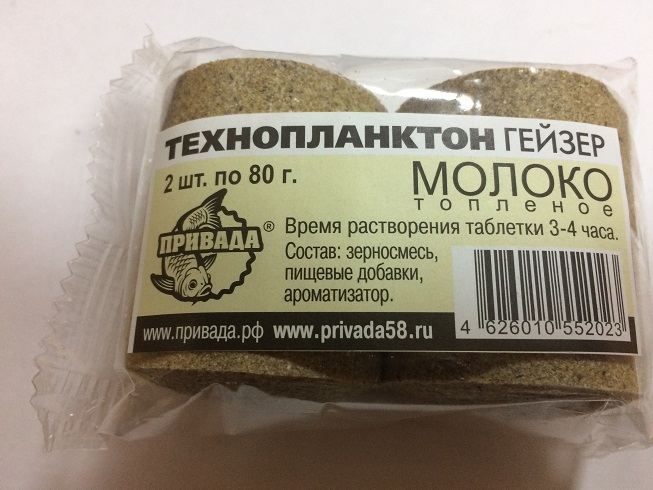 ТЕХНОПЛАНКТОН ГЕЙЗЕР
2 шт. по 80 г.
МОЛОКО
топленое
ПРИВАДА ®
Время растворения таблетки 3-4 часа.
Состав: зерносмесь,
пищевые добавки,
ароматизатор.
4 626010 552023
www.привада.рф www.privada58.ru